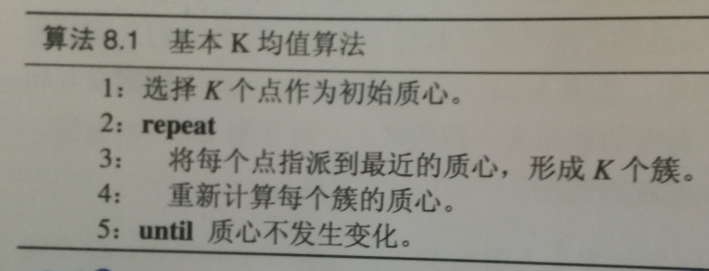 算法 8.1 基本 K 均值算法
1：选择 K 个点作为初始质心。
2：repeat
3： 将每个点指派到最近的质心，形成 K 个簇。
4： 重新计算每个簇的质心。
5：until 质心不发生变化。